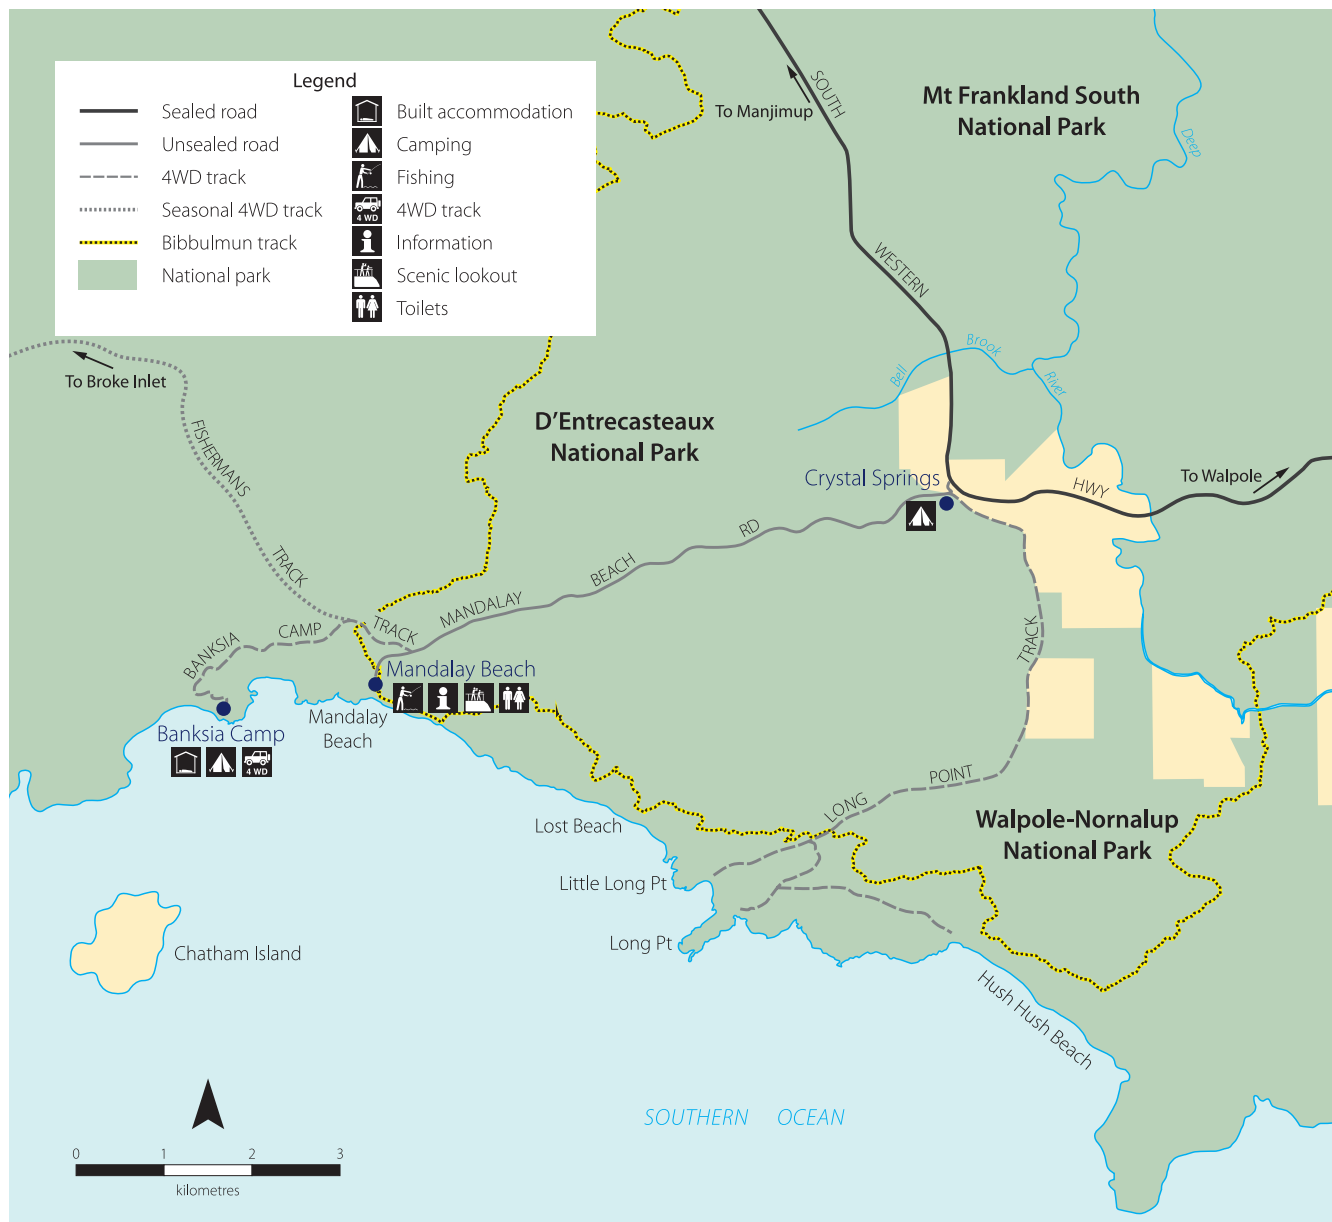 Legend
Sealed road
Unsealed road
4WD track
Seasonal 4WD track
Bibbulmun track
National park
Built accommodation
Camping
Fishing
4 WD
4WD track
Information
Scenic lookout
Toilets
SOUTH
To Manjimup
Mt Frankland South
National Park
Deep
WESTERN
Brook
Bell
River
To Broke Inlet
D’Entrecasteaux
National Park
FISHERMANS
Crystal Springs
To Walpole
HWY
RD
TRACK
BEACH
MANDALAY
CAMP
TRACK
BANKSIA
TRACK
Mandalay Beach
Mandalay
Beach
Banksia Camp
4 WD
POINT
LONG
Lost Beach
Walpole-Nornalup
National Park
Little Long Pt
Long Pt
Chatham Island
Hush Hush Beach
SOUTHERN OCEAN
0 1 2 3
kilometres